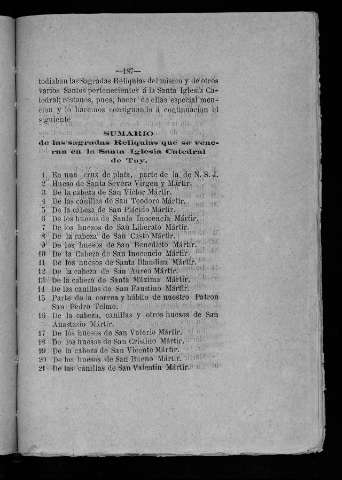 —187—
todiaban las Sagradas Reliquias del mismo y de otros
varios Santos pertenecientes á la Santa Iglesia Ca-
tedral; réstanos, pues, hacer de ellas especial men-
cion y lo haremos consignando á continuacion el
siguiente
SUMARIO
de las sagradas Reliquias que se vene-
ran en la Santa Iglesia Catedral
de Tuy.
1 En una cruz de plata, parte de la de N. S. J.
2 Hueso de Santa Severa Vírgen y Mártir.
3 De la cabeza de San Victor Mártir.
4 De las canillas de San Teodoro Mártir.
5 De la cabeza de San Plácido Mártir.
6 De los huesos de Santa Inocencia Mártir.
7 De los huesos de San Liberato Mártir.
8 De la cabeza de San Casto Mártir.
9 De los huesos de San Benedicto Mártir.
10 De la Cabeza de San Inocencio Mártir.
11 De los huesos de Santa Blandina Mártir.
12 De la cabeza de San Aureo Mártir.
13 De la cabeza de Santa Máxima Mártir.
14 De las canillas de San Faustino Mártir.
15 Parte de la correa y hábito de nuestro Patron
San Pedro Telmo.
16 De la cabeza, canillas y otros huesos de San
Anastasio Mártir.
17 De los huesos de San Valerio Mártir.
18 De los huesos de San Cristino Mártir.
19 De la cabeza de San Vicente Mártir.
20 De los huesos de San Bueno Mártir.
21 De las canillas de San Valentin Mártir.